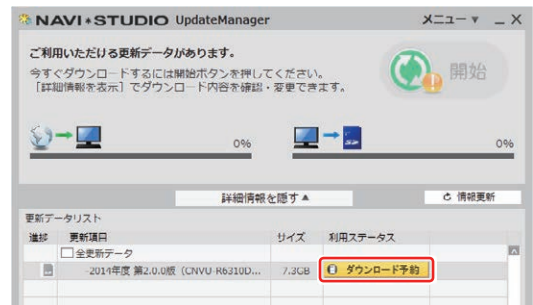 NAVI*STUDIO UpdateManager メニュー ▼ _ X
ご利用いただける更新データがあります。
今すぐダウンロードするには開始ボタンを押してください。
[詳細情報を表示] でダウンロード内容を確認・変更できます。
開始
0% 0%
詳細情報を隠す▲ 情報更新
更新データリスト
進捗 更新項目 サイズ 利用ステータス
全更新データ
-2014年度 第2.0.0版 (CNVU-R6310D... 7.3GB ダウンロード予約